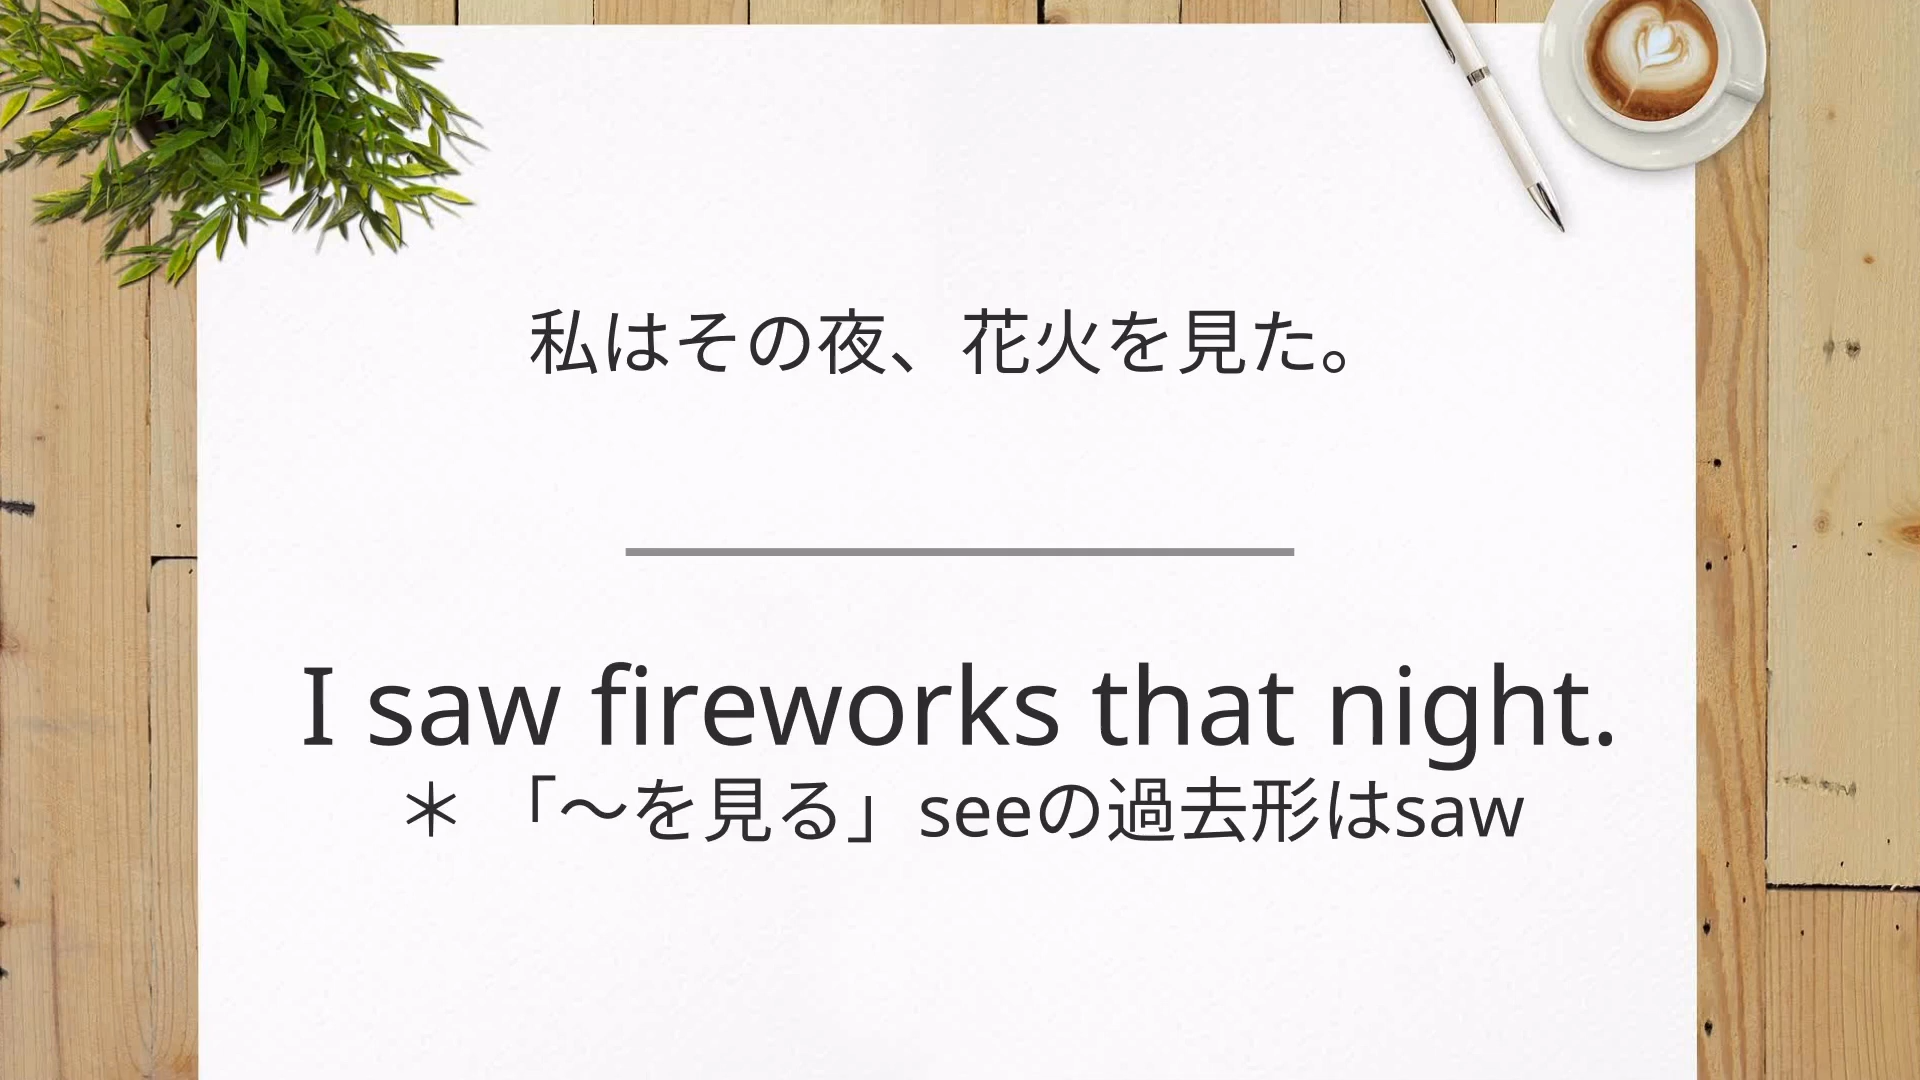 私はその夜、花火を見た。
I saw fireworks that night.
＊ 「～を見る」seeの過去形はsaw